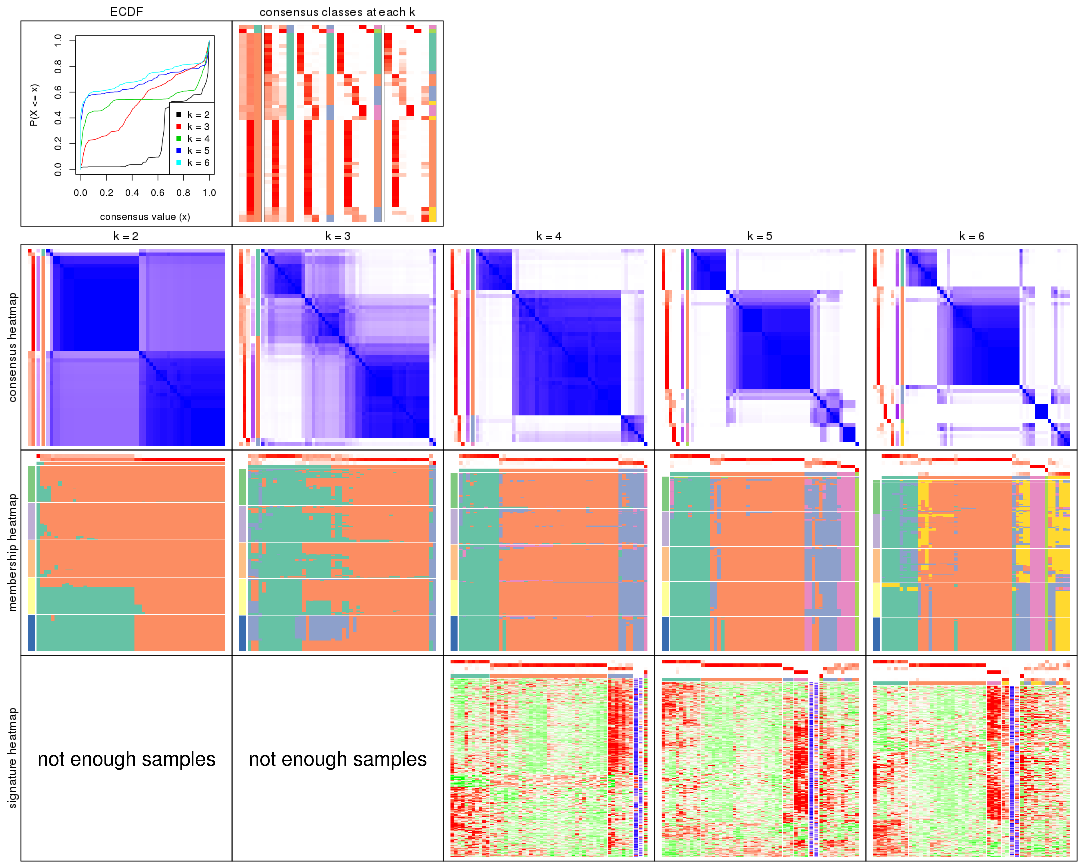 ECDF
consensus classes at each k
P(X <= x)
0.0 0.2 0.4 0.6 0.8 1.0
0.0 0.2 0.4 0.6 0.8 1.0
consensus value (x)
k = 2
k = 3
k = 4
k = 5
k = 6
k = 2
k = 3
k = 4
k = 5
k = 6
consensus heatmap
membership heatmap
signature heatmap
not enough samples
not enough samples